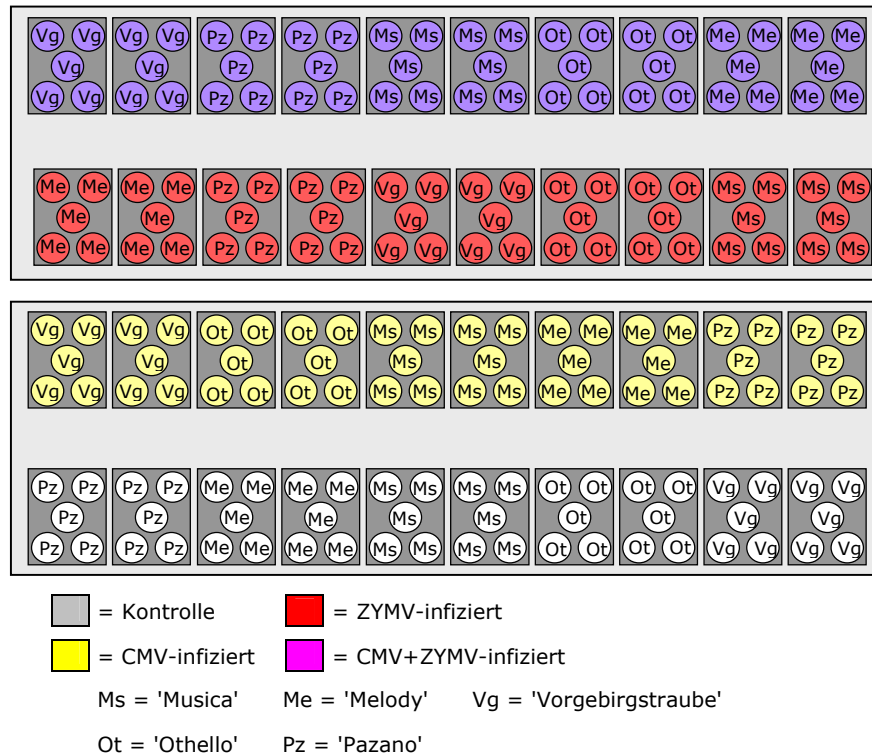 Vg Vg Vg Vg Pz Pz Pz Pz Ms Ms Ms Ms Ot Ot Ot Ot Me Me Me Me
Vg Vg Pz Pz Ms Ms Ot Ot Me Me
Vg Vg Vg Vg Pz Pz Pz Pz Ms Ms Ms Ms Ot Ot Ot Ot Me Me Me Me
Me Me Me Me Pz Pz Pz Pz Vg Vg Vg Vg Ot Ot Ot Ot Ms Ms Ms Ms
Me Me Pz Pz Vg Vg Ot Ot Ms Ms
Me Me Me Me Pz Pz Pz Pz Vg Vg Vg Vg Ot Ot Ot Ot Ms Ms Ms Ms
Vg Vg Vg Vg Ot Ot Ot Ot Ms Ms Ms Ms Me Me Me Me Pz Pz Pz Pz
Vg Vg Ot Ot Ms Ms Me Me Pz Pz
Vg Vg Vg Vg Ot Ot Ot Ot Ms Ms Ms Ms Me Me Me Me Pz Pz Pz Pz
Pz Pz Pz Pz Me Me Me Me Ms Ms Ms Ms Ot Ot Ot Ot Vg Vg Vg Vg
Pz Pz Me Me Ms Ms Ot Ot Vg Vg
Pz Pz Pz Pz Me Me Me Me Ms Ms Ms Ms Ot Ot Ot Ot Vg Vg Vg Vg
= Kontrolle = ZYMV-infiziert
= CMV-infiziert = CMV+ZYMV-infiziert
Ms = 'Musica' Me = 'Melody' Vg = 'Vorgebirgstraube'
Ot = 'Othello' Pz = 'Pazano'